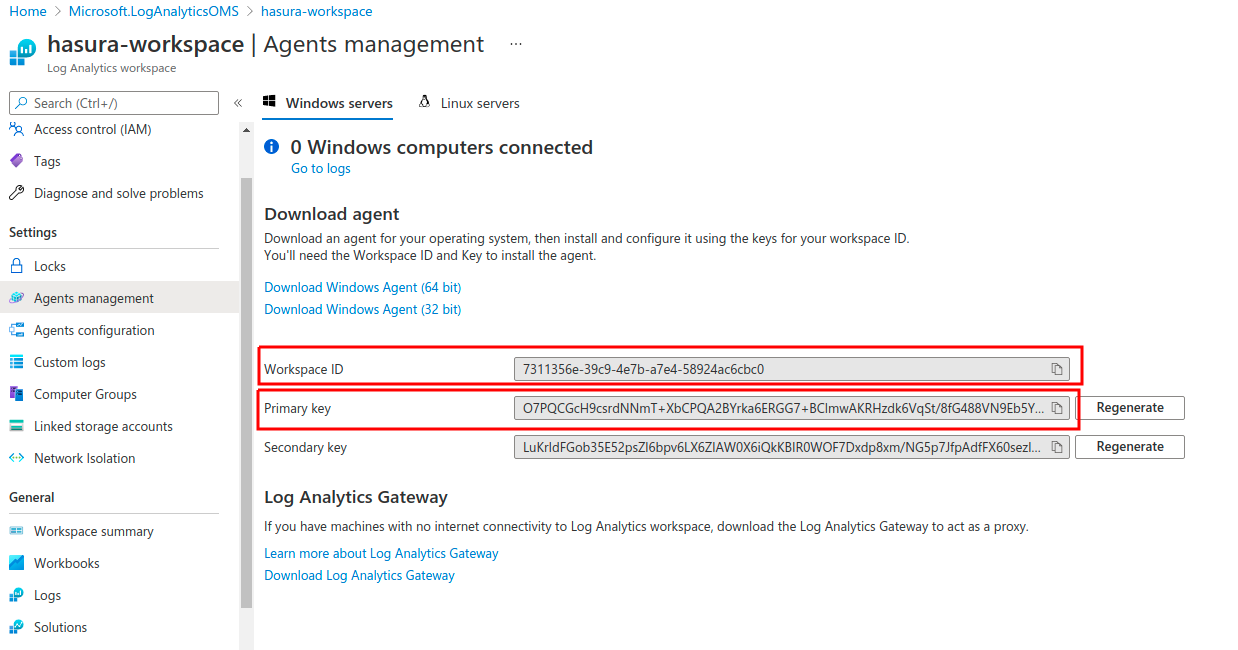 Home > Microsoft.LogAnalyticsOMS > hasura-workspace
hasura-workspace | Agents management ...
Log Analytics workspace
Search (Ctrl+/)
«
Access control (IAM)
Tags
Diagnose and solve problems
Settings
Locks
Agents management
Agents configuration
Custom logs
Computer Groups
Linked storage accounts
Network Isolation
General
Workspace summary
Workbooks
Logs
Solutions
Windows servers
Linux servers
0 Windows computers connected
Go to logs
Download agent
Download an agent for your operating system, then install and configure it using the keys for your workspace ID.
You'll need the Workspace ID and Key to install the agent.
Download Windows Agent (64 bit)
Download Windows Agent (32 bit)
Workspace ID 7311356e-39c9-4e7b-a7e4-58924ac6cbc0
Primary key O7PQCGcH9csrdNNmT+XbCPQA2BYrka6ERGG7+BCImwAKRHzdk6VqSt/8fG488VN9Eb5Y... Regenerate
Secondary key LuKrIdFGob35E52psZl6bpv6LX6ZIAW0X6iQkKBIR0WOF7Dxdp8xm/NG5p7JfpAdfFX60sezl... Regenerate
Log Analytics Gateway
If you have machines with no internet connectivity to Log Analytics workspace, download the Log Analytics Gateway to act as a proxy.
Learn more about Log Analytics Gateway
Download Log Analytics Gateway